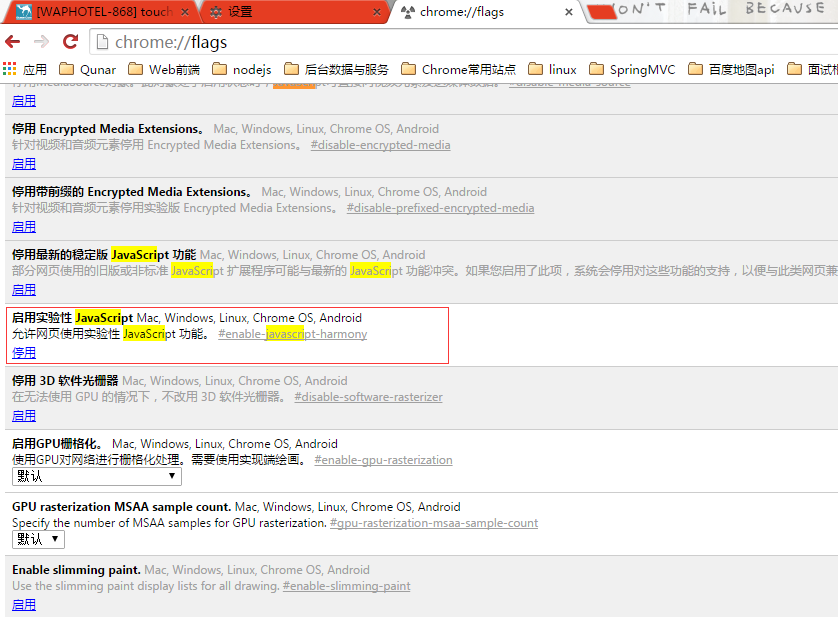 [WAPHOTEL-868] touch
设置
chrome://flags
ON'T FAIL BECAUSE
chrome://flags
应用 Qunar Web前端 nodejs 后台数据与服务 Chrome常用站点 linux SpringMVC 百度地图api 面试
#disable-media-source
启用
停用 Encrypted Media Extensions。 Mac, Windows, Linux, Chrome OS, Android
针对视频和音频元素停用 Encrypted Media Extensions。 #disable-encrypted-media
启用
停用带前缀的 Encrypted Media Extensions。 Mac, Windows, Linux, Chrome OS, Android
针对视频和音频元素停用实验版 Encrypted Media Extensions。 #disable-prefixed-encrypted-media
启用
停用最新的稳定版 JavaScript 功能 Mac, Windows, Linux, Chrome OS, Android
部分网页使用的旧版或非标准 JavaScript 扩展程序可能与最新的 JavaScript 功能冲突。如果您启用了此项，系统会停用对这些功能的支持，以便与此类网页兼
启用
启用实验性 JavaScript Mac, Windows, Linux, Chrome OS, Android
允许网页使用实验性 JavaScript 功能。 #enable-javascript-harmony
停用
停用 3D 软件光栅器 Mac, Windows, Linux, Chrome OS, Android
在无法使用 GPU 的情况下，不改用 3D 软件光栅器。 #disable-software-rasterizer
启用
启用GPU栅格化。 Mac, Windows, Linux, Chrome OS, Android
使用GPU对网络进行栅格化处理。需要使用实现端绘画。 #enable-gpu-rasterization
默认
GPU rasterization MSAA sample count. Mac, Windows, Linux, Chrome OS, Android
Specify the number of MSAA samples for GPU rasterization. #gpu-rasterization-msaa-sample-count
默认
Enable slimming paint. Mac, Windows, Linux, Chrome OS, Android
Use the slimming paint display lists for all drawing. #enable-slimming-paint
启用